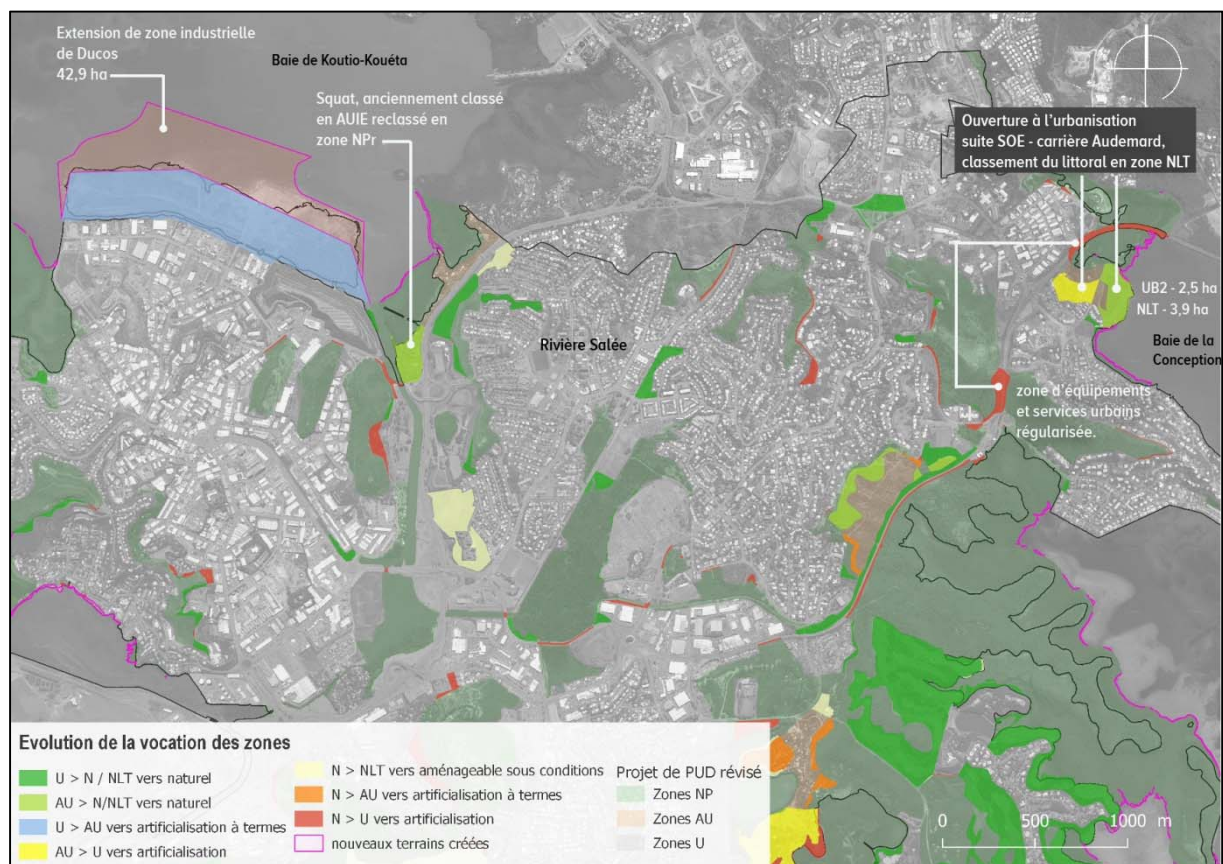 Extension de zone industrielle
de Ducos
42,9 ha
Baie de Koutio-Kouéta
Squat, anciennement classé
en AUIE reclassé en
zone NPr
Ouverture à l'urbanisation
suite SOE - carrière Audemard,
classement du littoral en zone NLT
UB2 - 2,5 ha
NLT - 3,9 ha
Baie de la
Conception
Rivière Salée
zone d'équipements
et services urbains
régularisée.
Evolution de la vocation des zones
U > N / NLT vers naturel
AU > N/NLT vers naturel
U > AU vers artificialisation à termes
AU > U vers artificialisation
N > NLT vers aménageable sous conditions
N > AU vers artificialisation à termes
N > U vers artificialisation
nouveaux terrains créées
Projet de PUD révisé
Zones NP
Zones AU
Zones U
0 500 1000 m